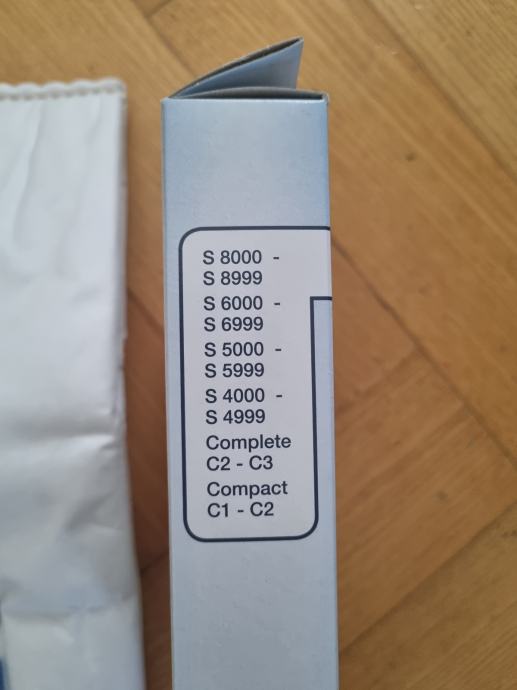 S 8000 -
S 8999
S 6000 -
S 6999
S 5000 -
S 5999
S 4000 -
S 4999
Complete
C2 - C3
Compact
C1 - C2